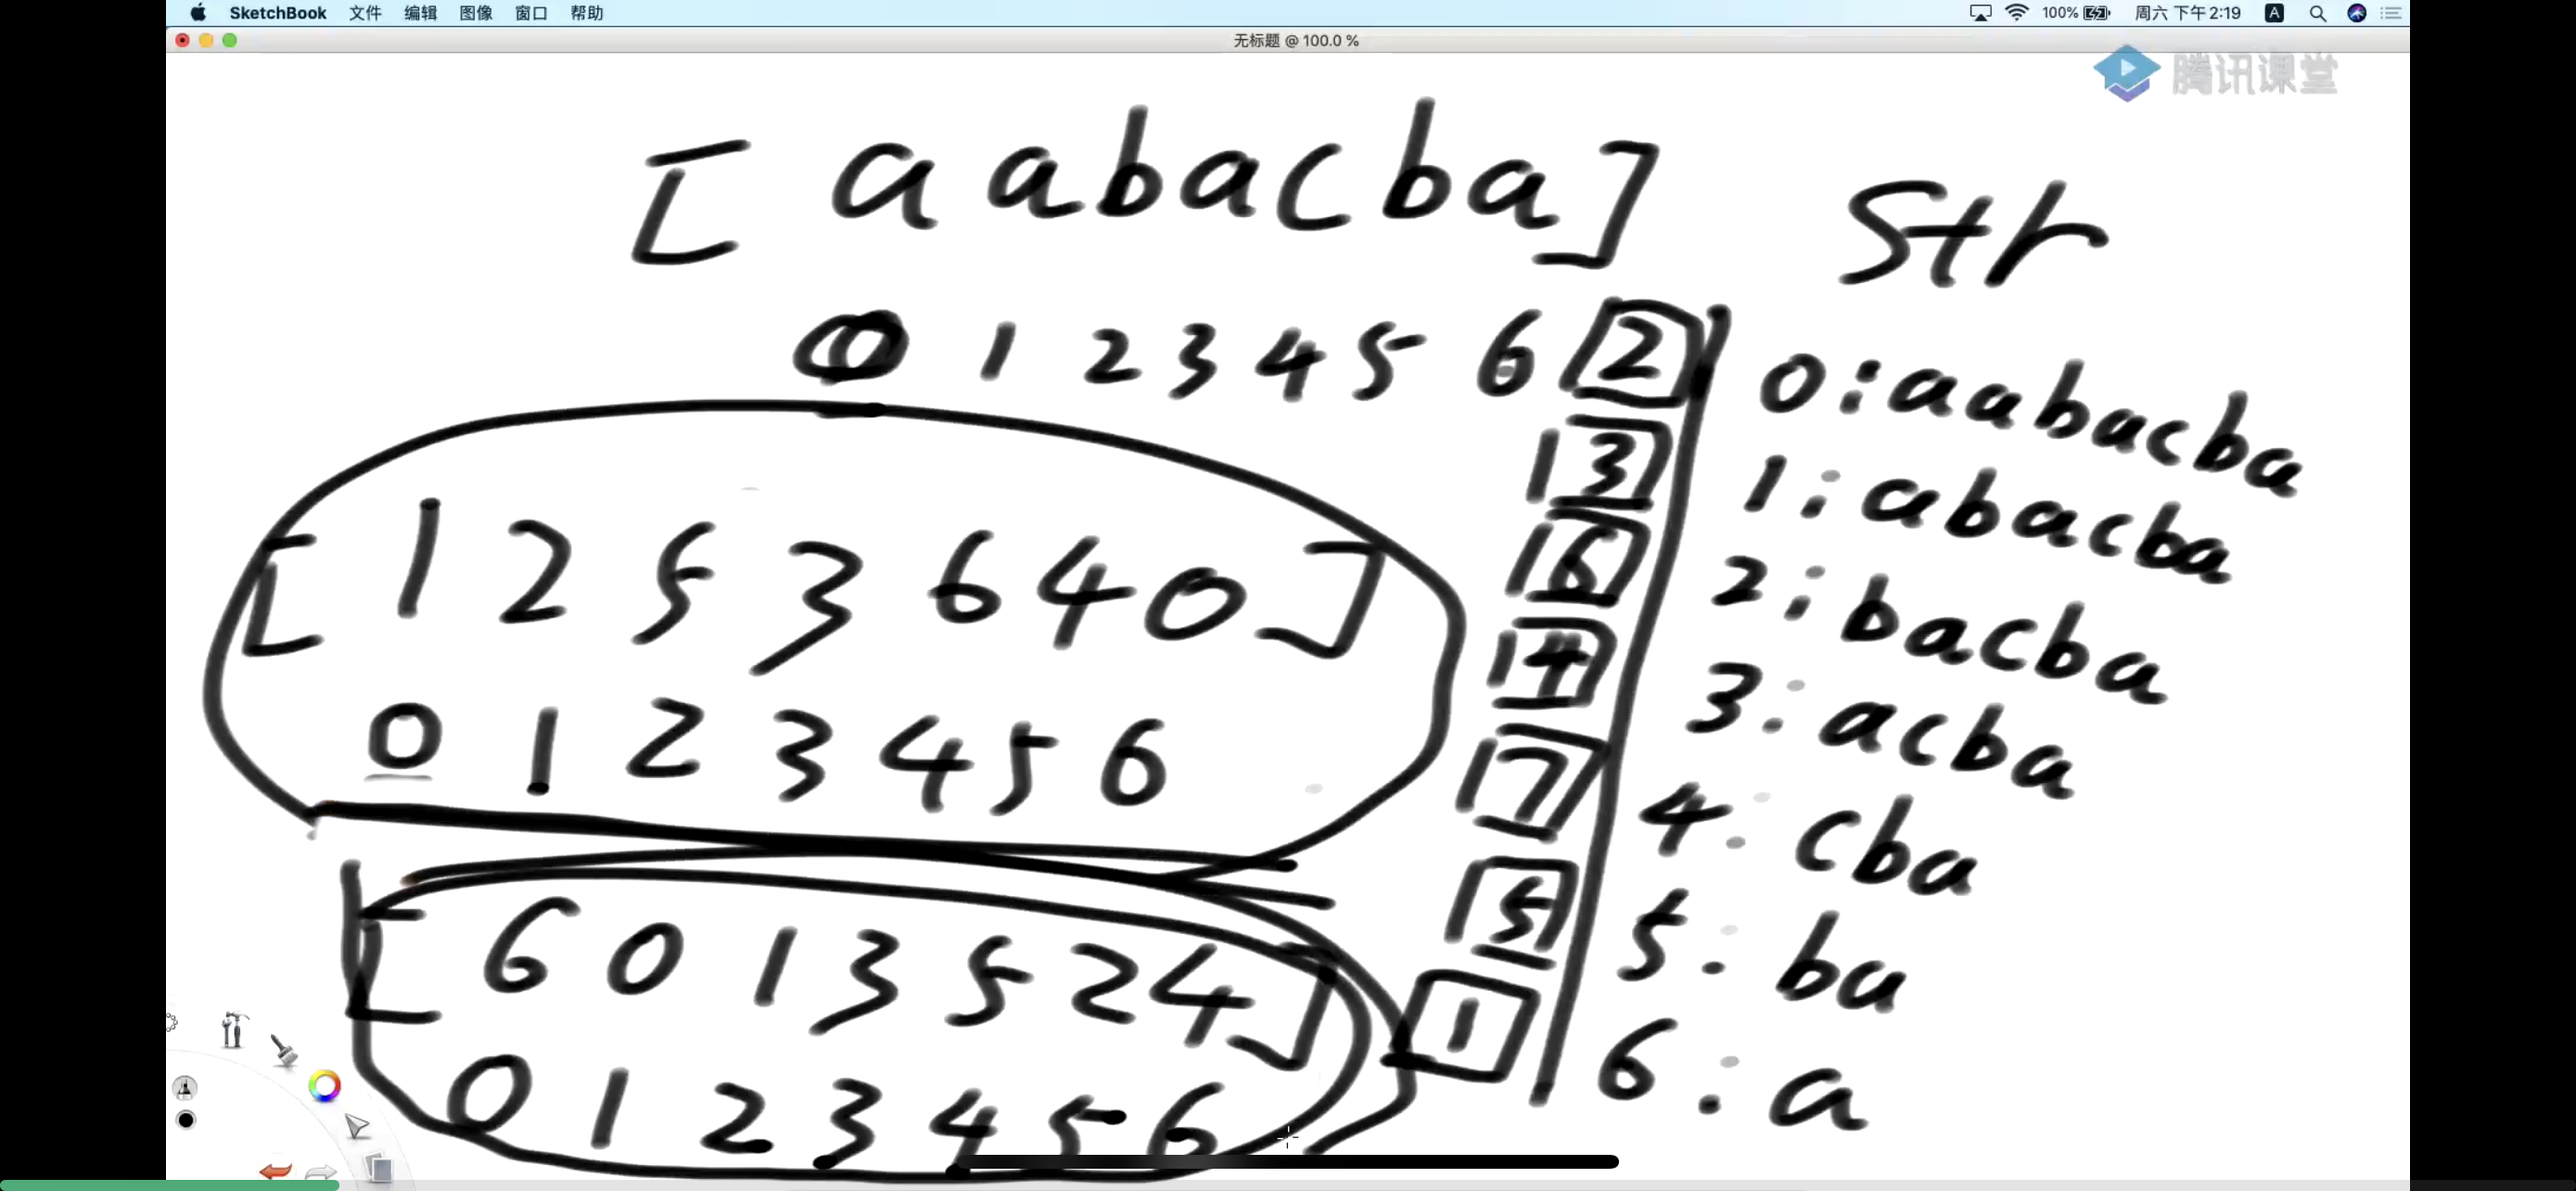 SketchBook 文件 编辑 图像 窗口 帮助 100% 周六 下午2:19 A
无标题 @ 100.0 %
腾讯课堂
[ a a b a c b a ]
Str
0 1 2 3 4 5 6
2 0: aabacba
3 1: abacba
6 2: bacba
4 3: acba
7 4: cba
5 5: ba
1 6: a
[ 1 2 5 3 6 4 0 ]
0 1 2 3 4 5 6
[ 6 0 1 3 5 2 4 ]
0 1 2 3 4 5 6